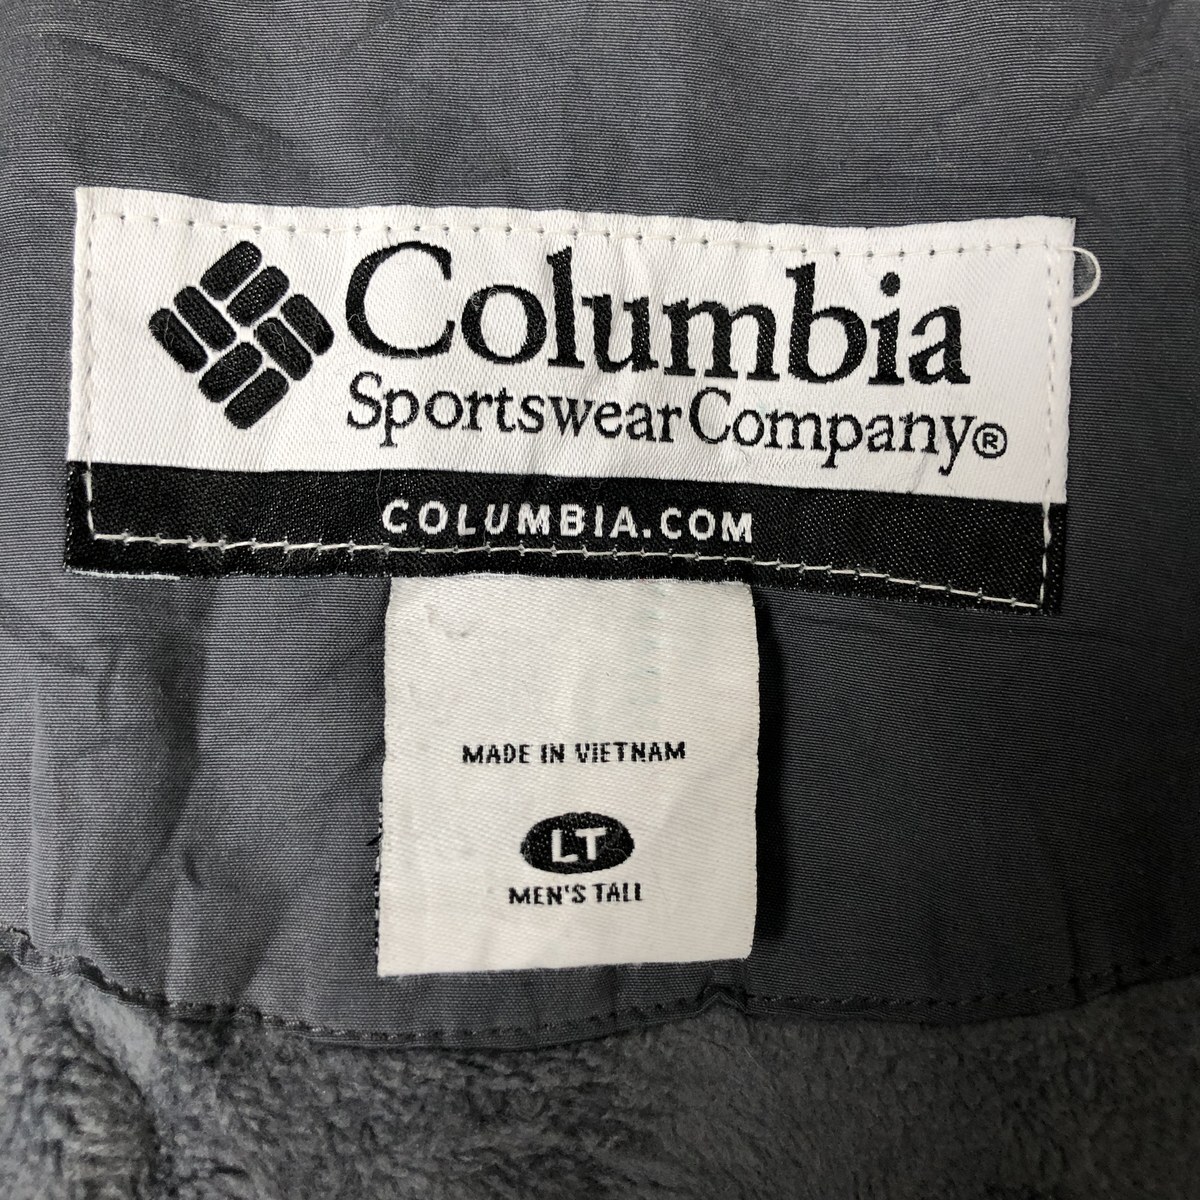 Columbia
Sportswear Company®
COLUMBIA.COM
MADE IN VIETNAM
LT
MEN'S TALL